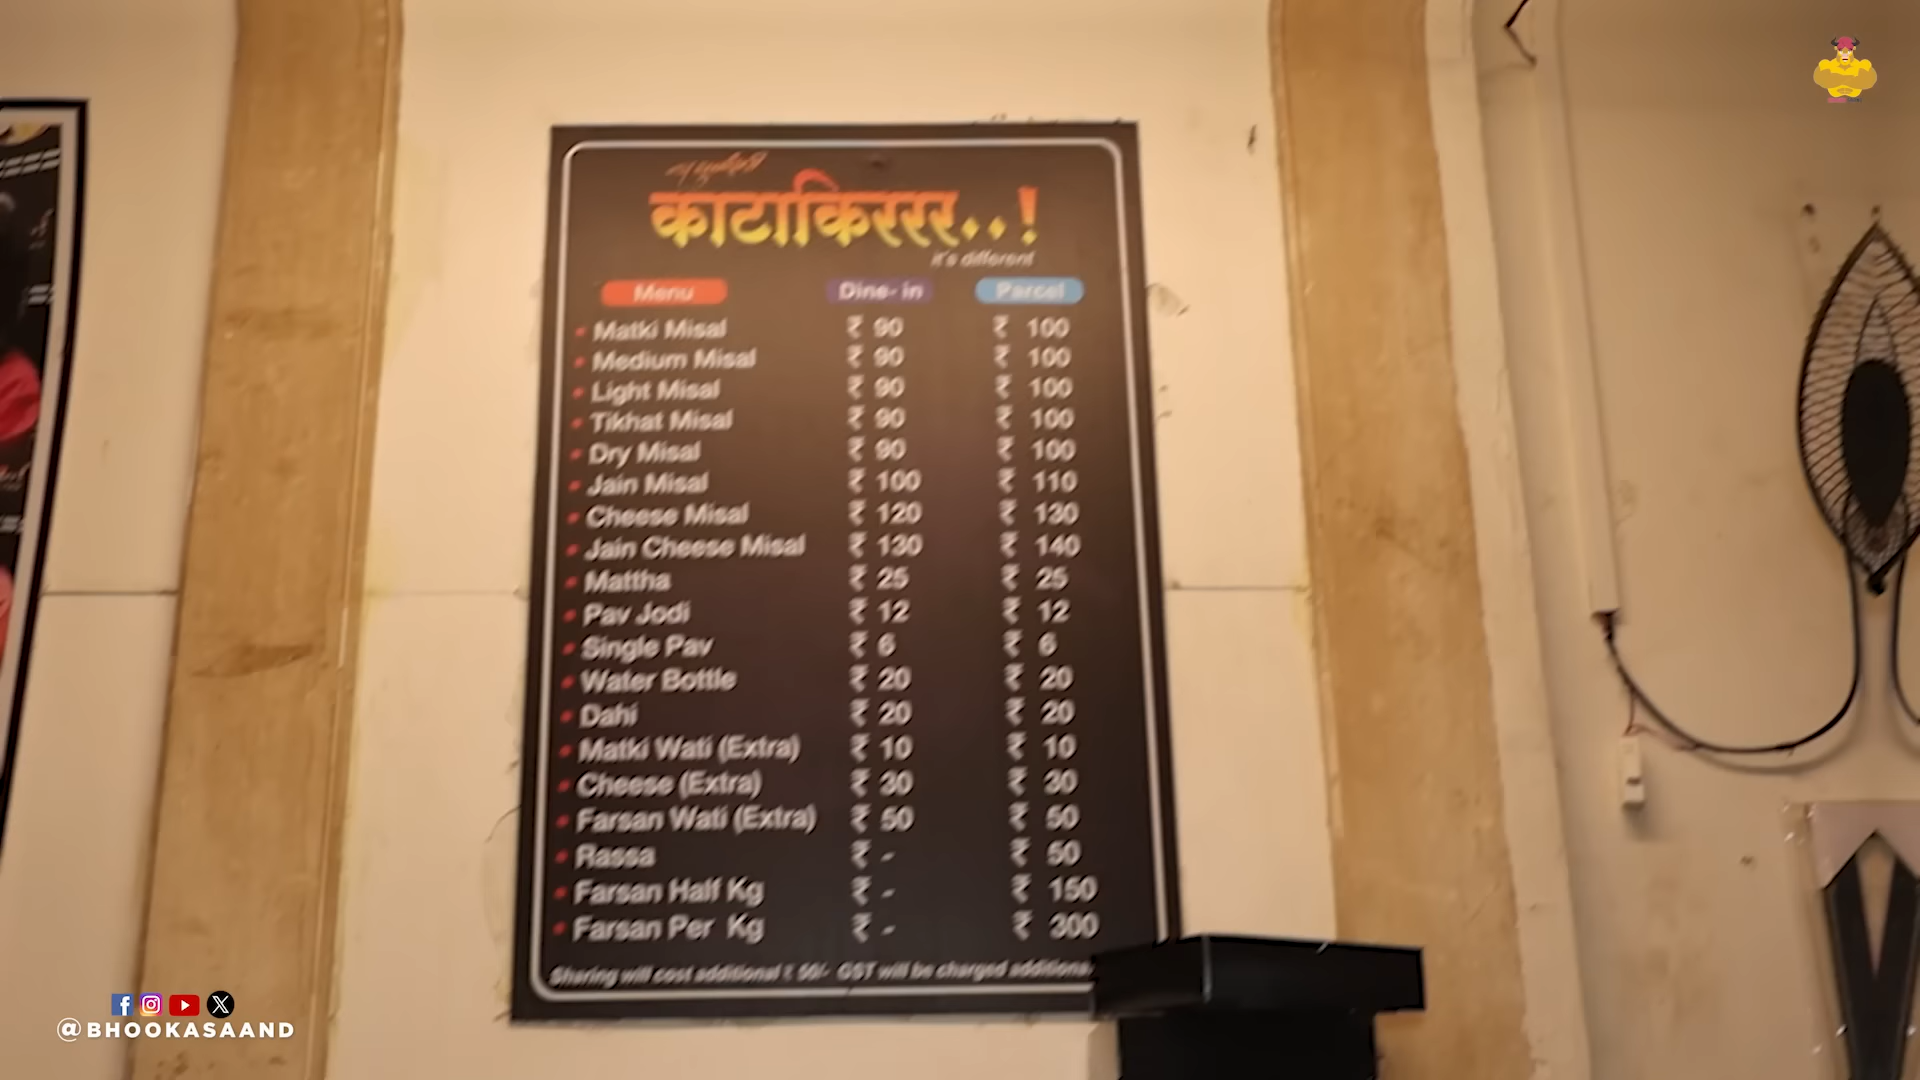 काटाकिररर..!
it's different
Menu Dine- in Parcel
Matki Misal ₹ 90 ₹ 100
Medium Misal ₹ 90 ₹ 100
Light Misal ₹ 90 ₹ 100
Tikhat Misal ₹ 90 ₹ 100
Dry Misal ₹ 90 ₹ 100
Jain Misal ₹ 100 ₹ 110
Cheese Misal ₹ 120 ₹ 130
Jain Cheese Misal ₹ 130 ₹ 140
Mattha ₹ 25 ₹ 25
Pav Jodi ₹ 12 ₹ 12
Single Pav ₹ 6 ₹ 6
Water Bottle ₹ 20 ₹ 20
Dahi ₹ 20 ₹ 20
Matki Wati (Extra) ₹ 10 ₹ 10
Cheese (Extra) ₹ 30 ₹ 30
Farsan Wati (Extra) ₹ 50 ₹ 50
Rassa ₹ - ₹ 50
Farsan Half Kg ₹ - ₹ 150
Farsan Per Kg ₹ - ₹ 300
Sharing will cost additional ₹ 50/- GST will be charged additional
@BHOOKASAAND